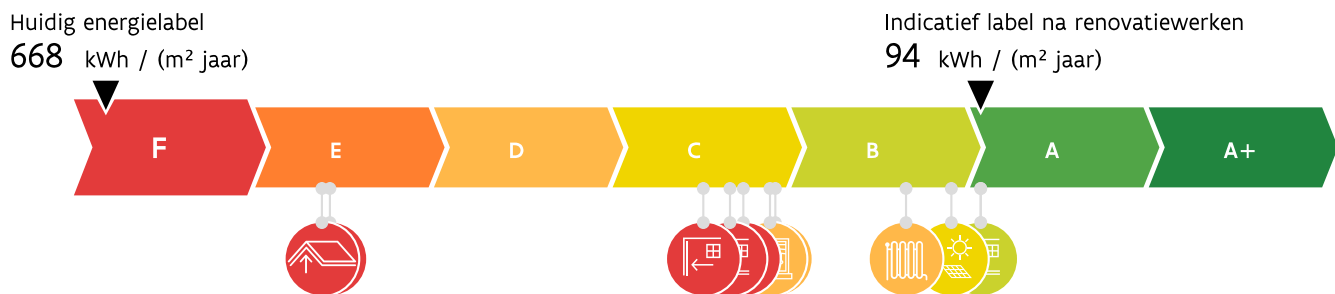 Huidig energielabel
668 kWh / (m² jaar)
Indicatief label na renovatiewerken
94 kWh / (m² jaar)
F E D C B A A+